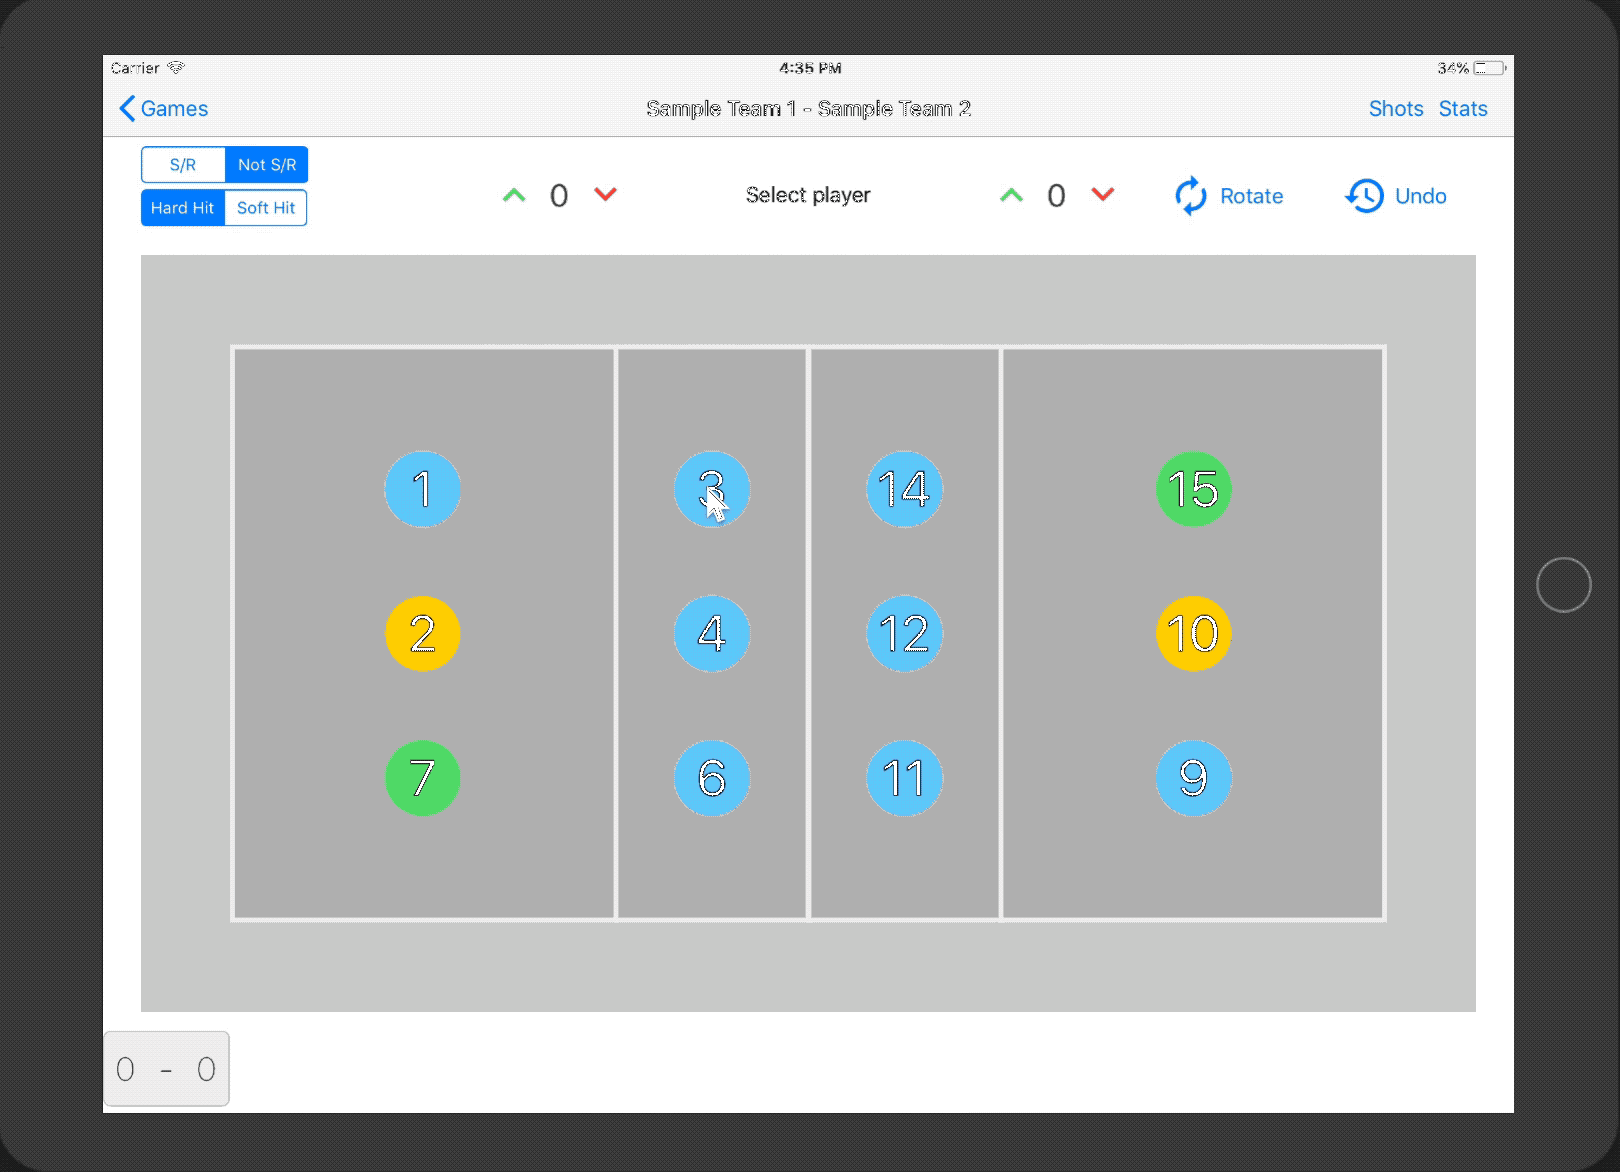 Carrier 4:35 PM 34%
Games Sample Team 1 - Sample Team 2 Shots Stats
S/R Not S/R
Hard Hit Soft Hit
0 Select player 0 Rotate Undo
1 3 14 15
2 4 12 10
7 6 11 9
0 - 0